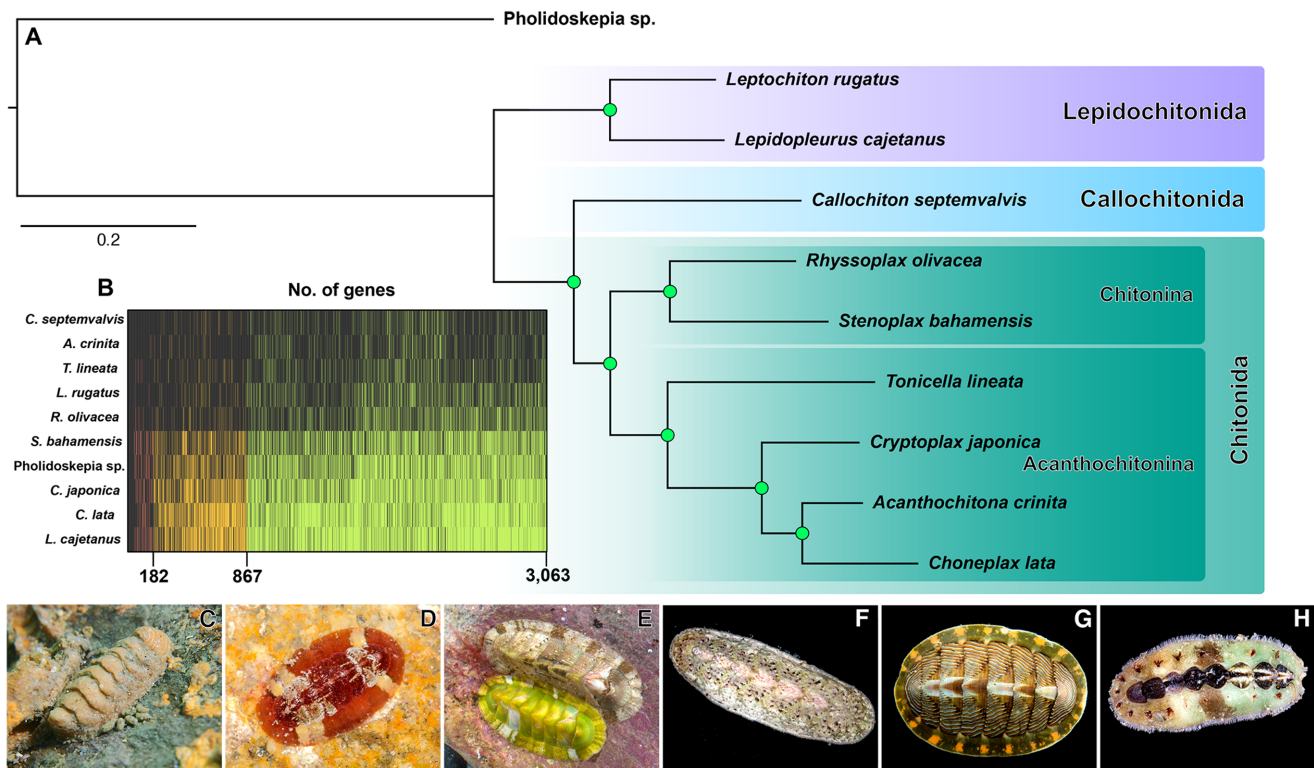 A
Pholidoskepia sp.
Leptochiton rugatus
Lepidopleurus cajetanus
Lepidochitonida
Callochiton septemvalvis
Callochitonida
Rhyssoplax olivacea
Stenoplax bahamensis
Chitonina
Tonicella lineata
Cryptoplax japonica
Acanthochitona crinita
Choneplax lata
Acanthochitonina
Chitonida
0.2
B
No. of genes
C. septemvalvis
A. crinita
T. lineata
L. rugatus
R. olivacea
S. bahamensis
Pholidoskepia sp.
C. japonica
C. lata
L. cajetanus
182
867
3,063
C
D
E
F
G
H